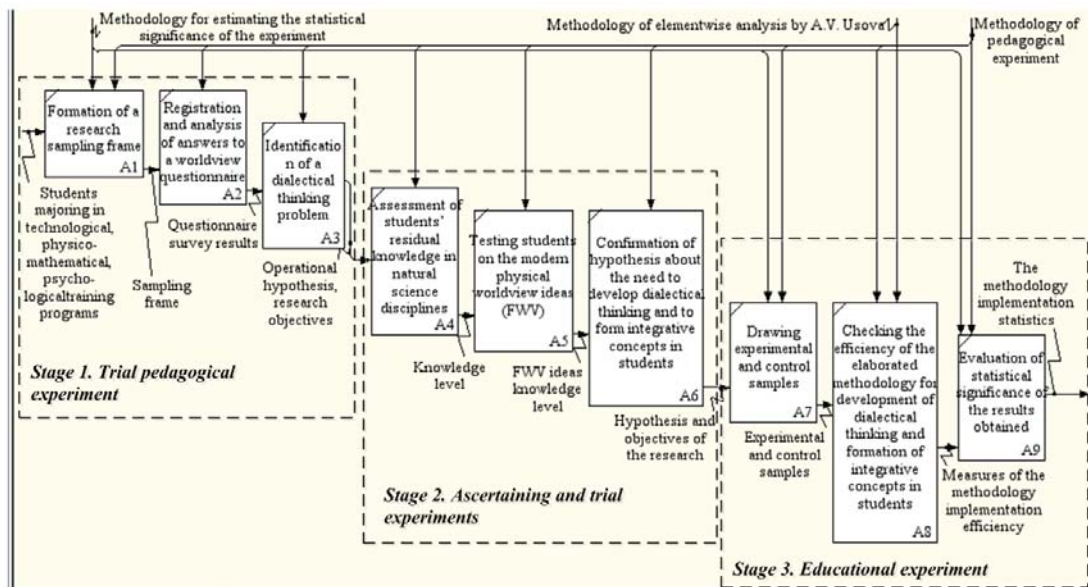 Methodology for estimating the statistical
significance of the experiment
Methodology of elementwise analysis by A.V. Usova
Methodology of
pedagogical
experiment
Formation of a
research
sampling frame
A1
Registration
and analysis
of answers to
a worldview
questionnaire
A2
Identificatio
n of a
dialectical
thinking
problem
A3
Students
majoring in
technological,
physico-
mathematical,
psycho-
logicaltraining
programs
Sampling
frame
Questionnaire
survey results
Operational
hypothesis,
research
objectives
Stage 1. Trial pedagogical
experiment
Assessment of
students'
residual
knowledge in
natural
science
disciplines
A4
Testing students
on the modern
physical
worldview ideas
(FWV)
A5
Confirmation of
hypothesis about
the need to
develop dialectical
thinking and to
form integrative
concepts in
students
A6
Knowledge
level
FWV ideas
knowledge
level
Hypothesis and
objectives of
the research
Stage 2. Ascertaining and trial
experiments
Drawing
experimental
and control
samples
A7
Checking the
efficiency of the
elaborated
methodology for
development of
dialectical
thinking and
formation of
integrative
concepts in
students
A8
The
methodology
implementation
statistics
Evaluation of
statistical
significance of
the results
obtained
A9
Experimental
and control
samples
Measures of the
methodology
implementation
efficiency
Stage 3. Educational experiment